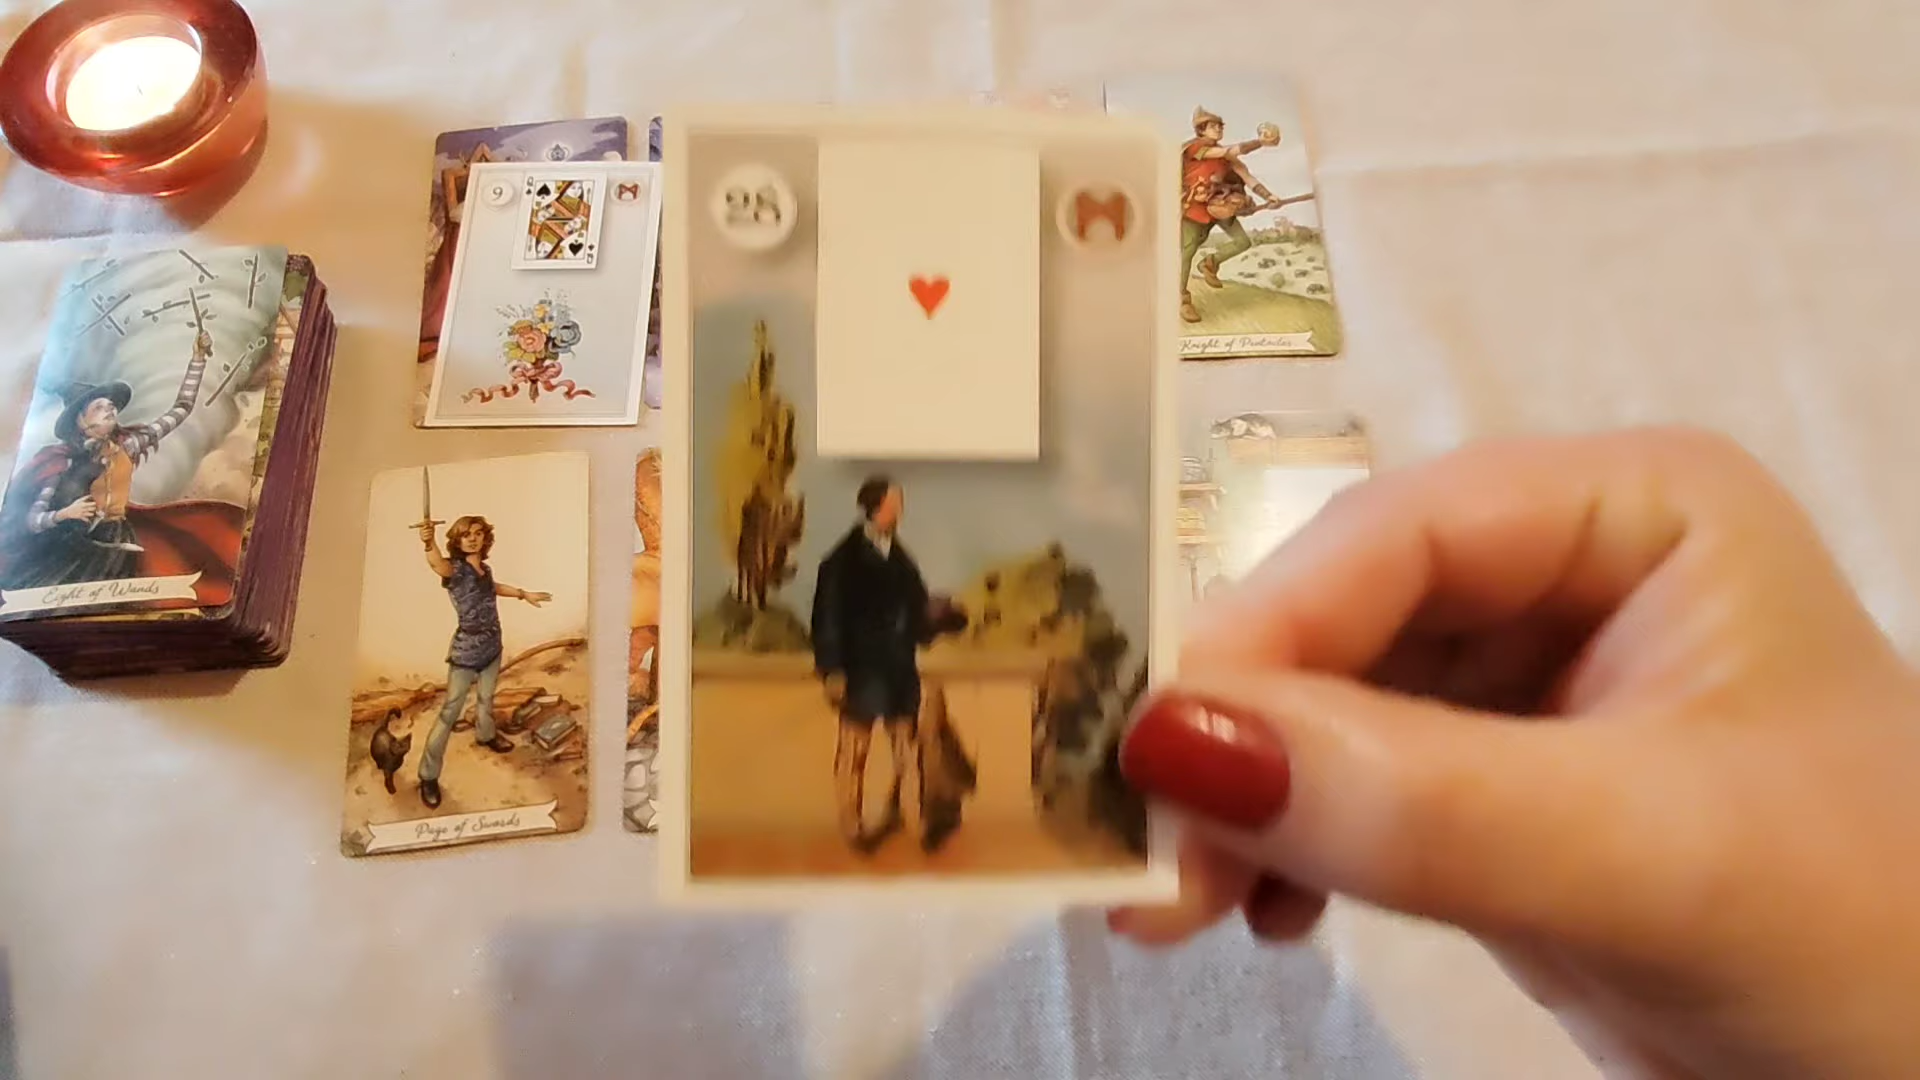 9
Q
28
Knight of Pentacles
Eight of Wands
Page of Swords